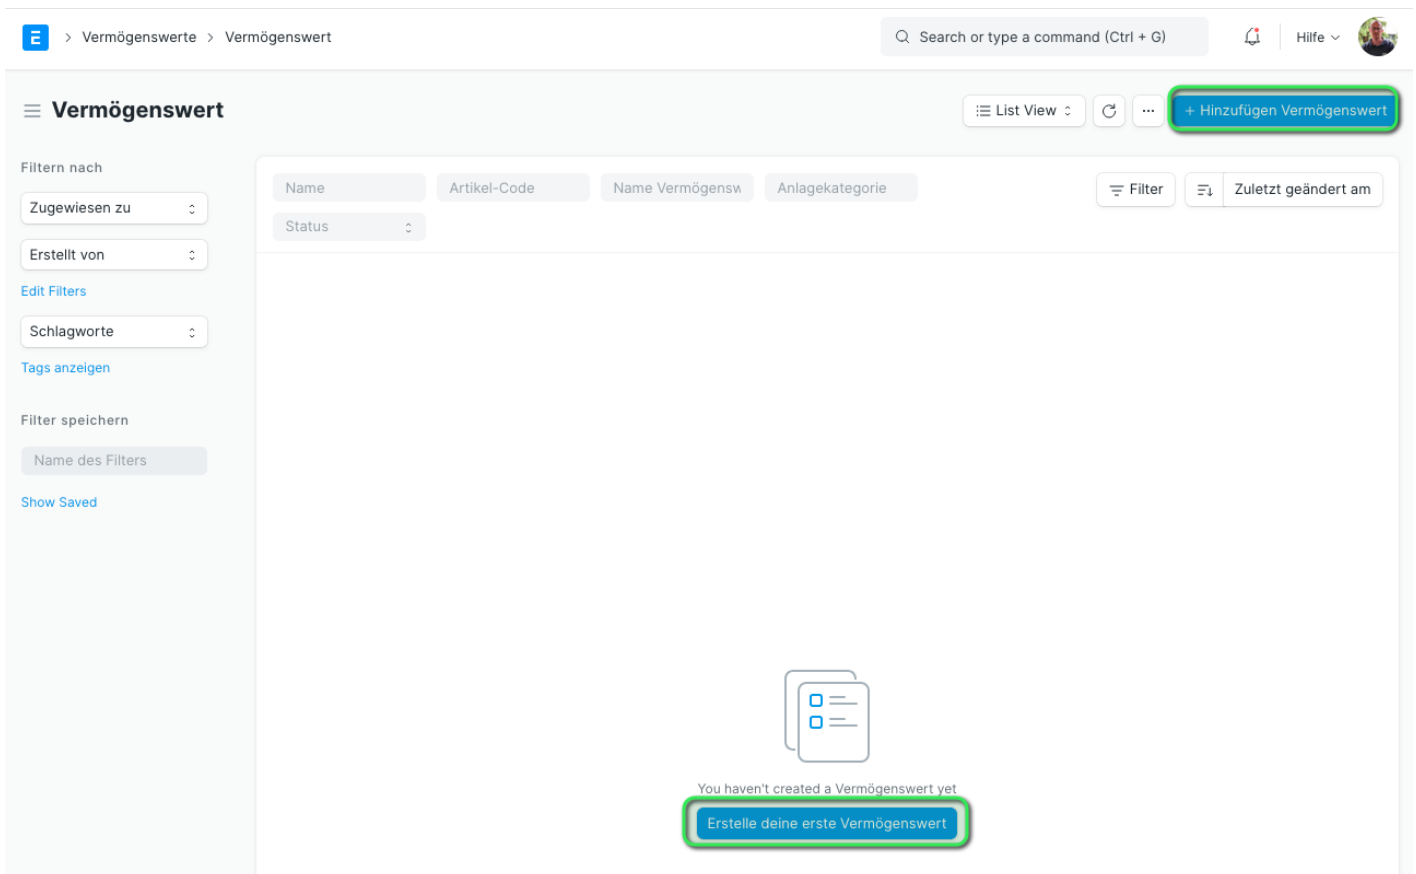 E > Vermögenswerte > Vermögenswert
Search or type a command (Ctrl + G)
Hilfe
Vermögenswert
List View
...
+ Hinzufügen Vermögenswert
Filtern nach
Zugewiesen zu
Erstellt von
Edit Filters
Schlagworte
Tags anzeigen
Filter speichern
Name des Filters
Show Saved
Name
Artikel-Code
Name Vermögensw
Anlagekategorie
Status
Filter
Zuletzt geändert am
You haven't created a Vermögenswert yet
Erstelle deine erste Vermögenswert